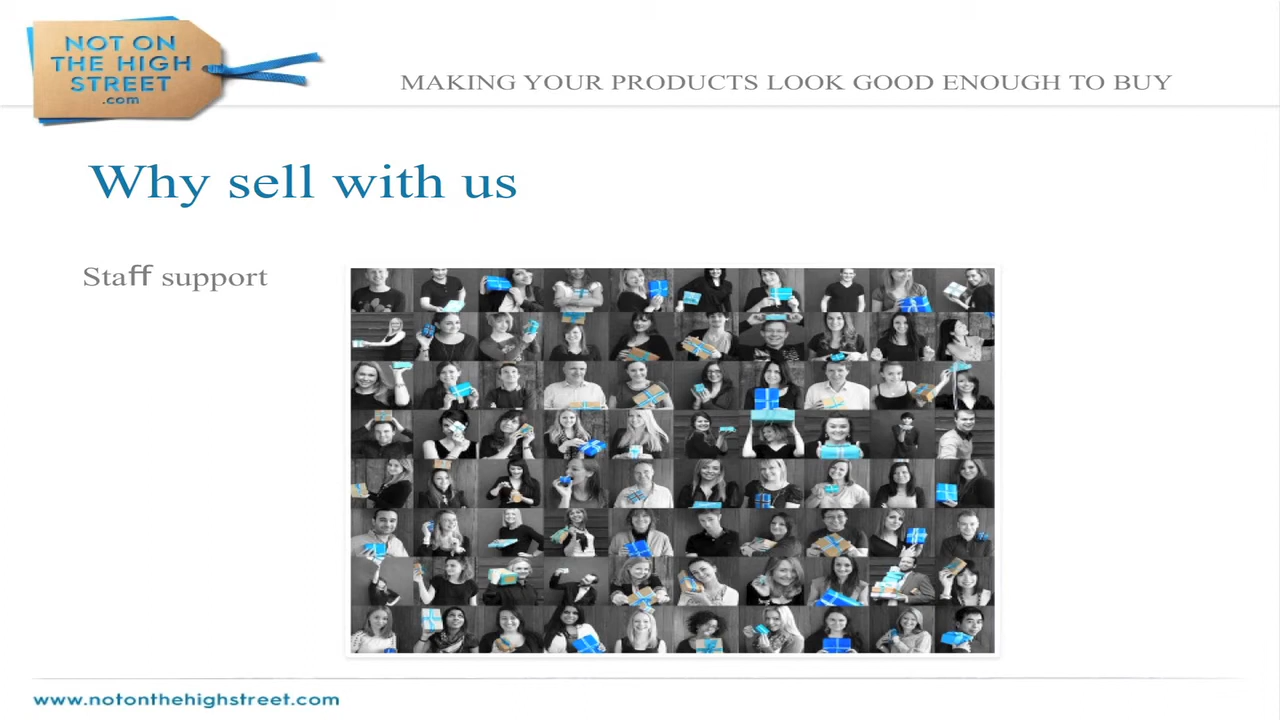 NOT ON
THE HIGH
STREET
.com
MAKING YOUR PRODUCTS LOOK GOOD ENOUGH TO BUY
Why sell with us
Staff support
www.notonthehighstreet.com